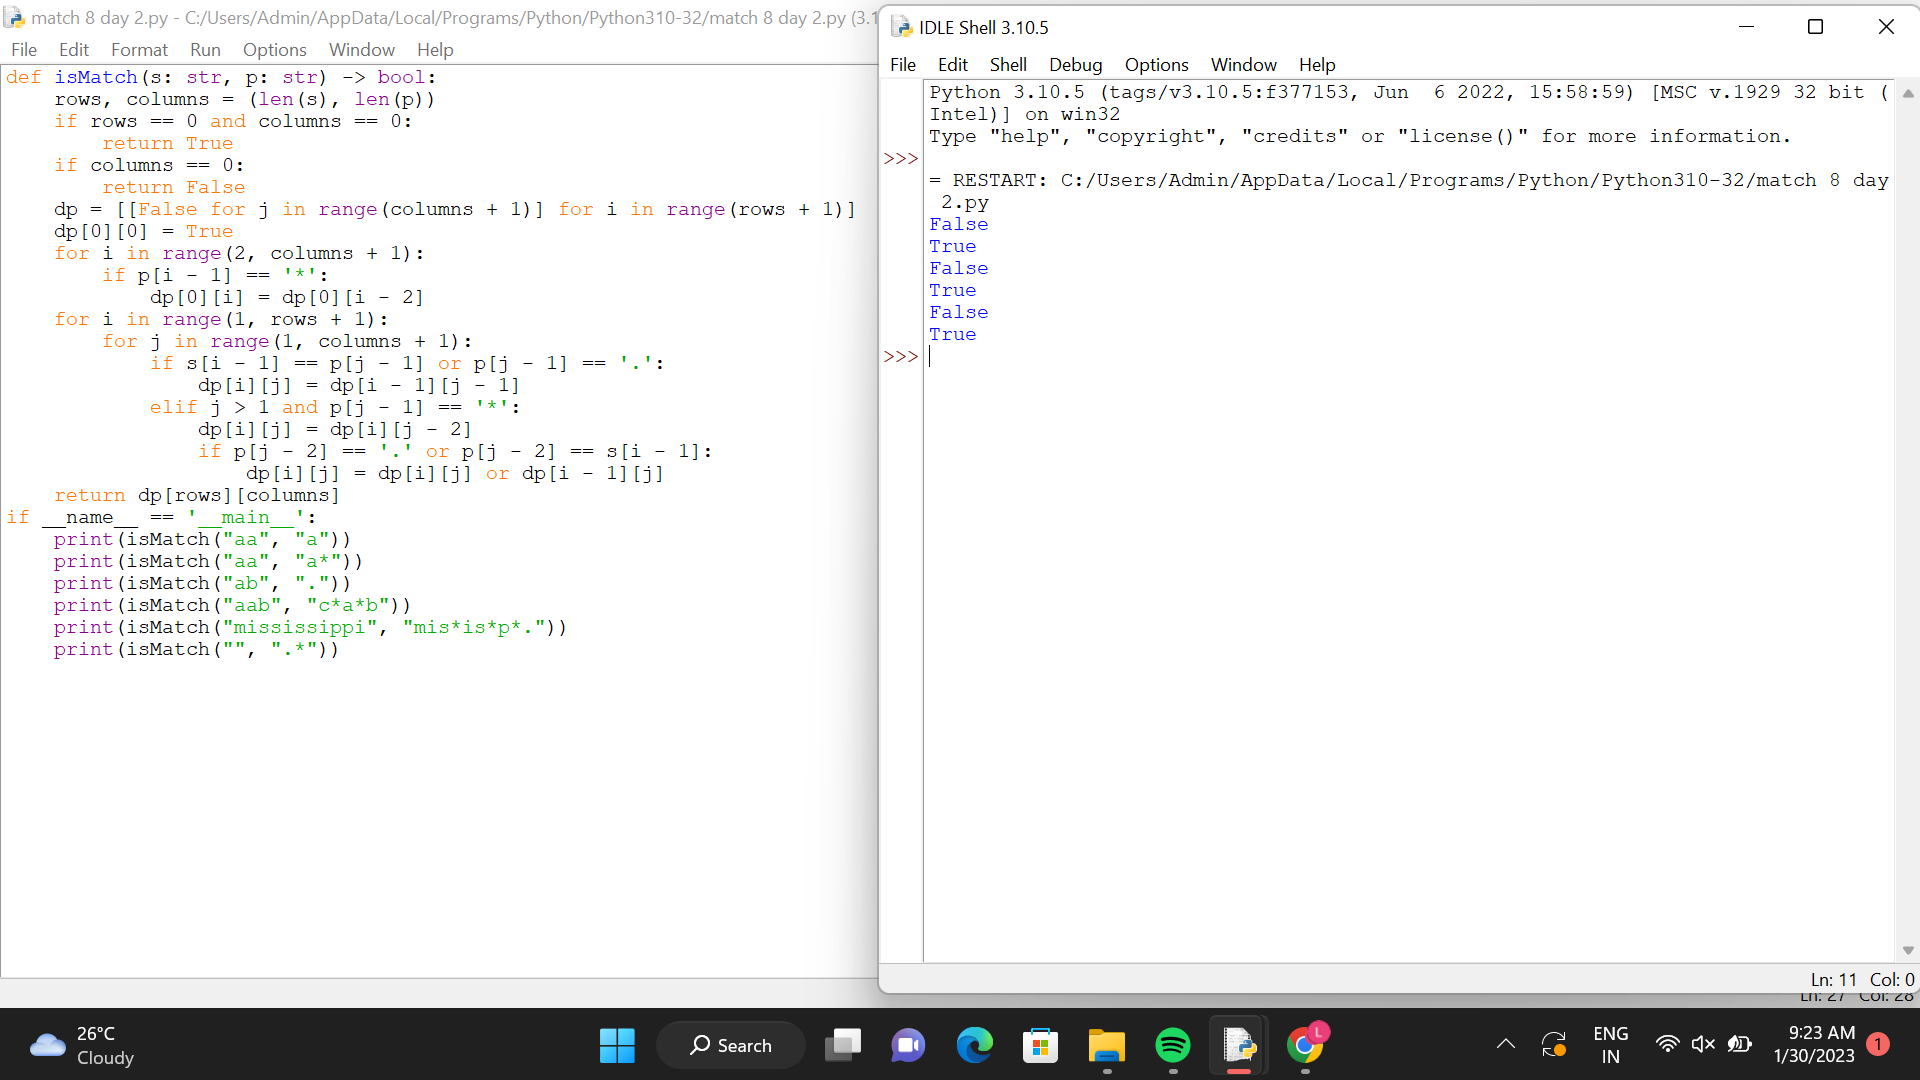 match 8 day 2.py - C:/Users/Admin/AppData/Local/Programs/Python/Python310-32/match 8 day 2.py (3.1
File Edit Format Run Options Window Help
def isMatch(s: str, p: str) -> bool:
    rows, columns = (len(s), len(p))
    if rows == 0 and columns == 0:
        return True
    if columns == 0:
        return False
    dp = [[False for j in range(columns + 1)] for i in range(rows + 1)]
    dp[0][0] = True
    for i in range(2, columns + 1):
        if p[i - 1] == '*':
            dp[0][i] = dp[0][i - 2]
    for i in range(1, rows + 1):
        for j in range(1, columns + 1):
            if s[i - 1] == p[j - 1] or p[j - 1] == '.':
                dp[i][j] = dp[i - 1][j - 1]
            elif j > 1 and p[j - 1] == '*':
                dp[i][j] = dp[i][j - 2]
                if p[j - 2] == '.' or p[j - 2] == s[i - 1]:
                    dp[i][j] = dp[i][j] or dp[i - 1][j]
    return dp[rows][columns]
if __name__ == '__main__':
    print(isMatch("aa", "a"))
    print(isMatch("aa", "a*"))
    print(isMatch("ab", "."))
    print(isMatch("aab", "c*a*b"))
    print(isMatch("mississippi", "mis*is*p*."))
    print(isMatch("", ".*"))
IDLE Shell 3.10.5
File Edit Shell Debug Options Window Help
Python 3.10.5 (tags/v3.10.5:f377153, Jun  6 2022, 15:58:59) [MSC v.1929 32 bit (
Intel)] on win32
Type "help", "copyright", "credits" or "license()" for more information.
>>>
= RESTART: C:/Users/Admin/AppData/Local/Programs/Python/Python310-32/match 8 day
 2.py
False
True
False
True
False
True
>>>
Ln: 11 Col: 0
Ln: 27 Col: 28
26°C
Cloudy
Search
L
ENG
IN
9:23 AM
1/30/2023
1